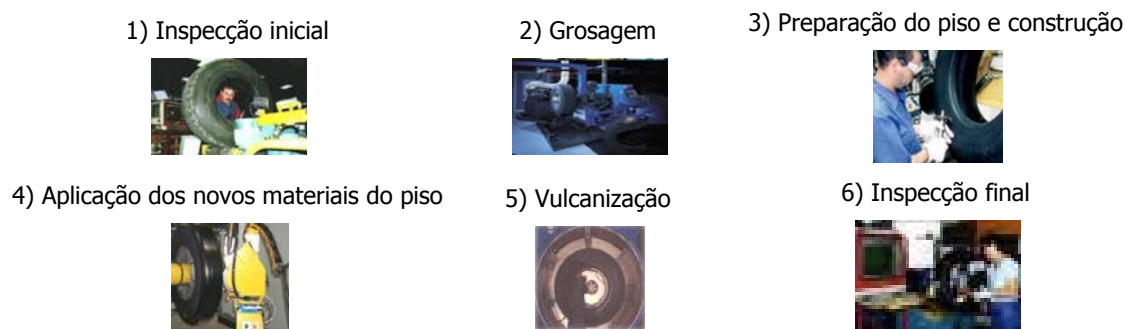 1) Inspecção inicial
2) Grosagem
3) Preparação do piso e construção
4) Aplicação dos novos materiais do piso
5) Vulcanização
6) Inspecção final